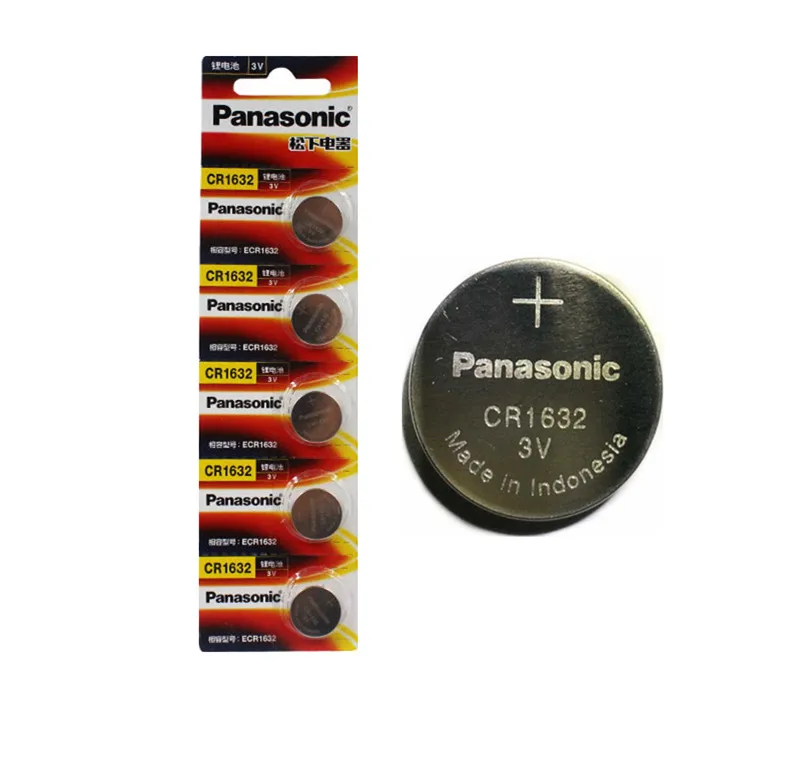 锂电池 3V
Panasonic®
松下电器
CR1632 锂电池 3V
Panasonic
相容型号：ECR1632
CR1632 锂电池 3V
Panasonic
相容型号：ECR1632
CR1632 锂电池 3V
Panasonic
相容型号：ECR1632
CR1632 锂电池 3V
Panasonic
相容型号：ECR1632
CR1632 锂电池 3V
Panasonic
相容型号：ECR1632
+
Panasonic
CR1632
3V
Made in Indonesia